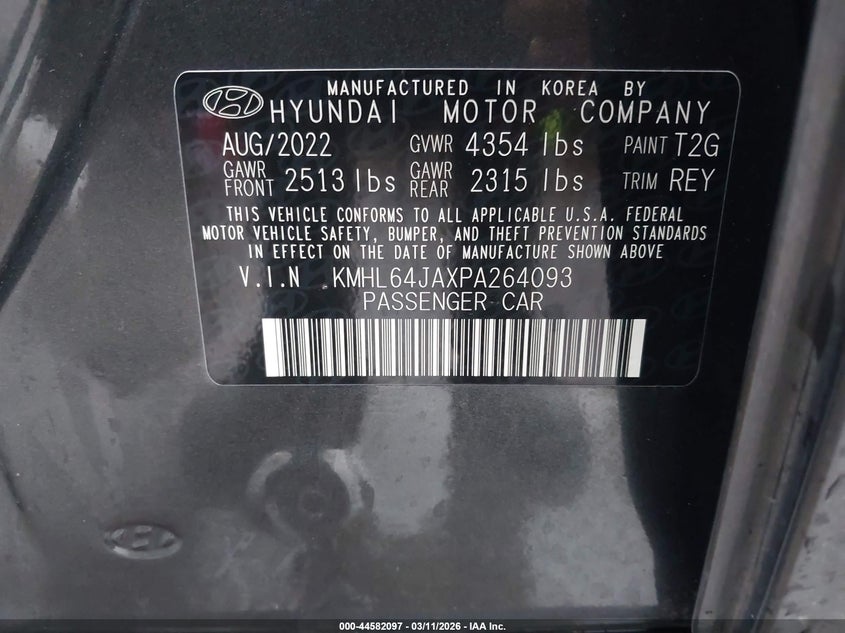 MANUFACTURED IN KOREA BY
HYUNDAI MOTOR COMPANY
AUG/2022 GVWR 4354 lbs PAINT T2G
GAWR FRONT 2513 lbs GAWR REAR 2315 lbs TRIM REY
THIS VEHICLE CONFORMS TO ALL APPLICABLE U.S.A. FEDERAL
MOTOR VEHICLE SAFETY, BUMPER, AND THEFT PREVENTION STANDARDS
IN EFFECT ON THE DATE OF MANUFACTURE SHOWN ABOVE
V.I.N .KMHL64JAXPA264093
PASSENGER CAR
000-44582097 - 03/11/2026 - IAA Inc.